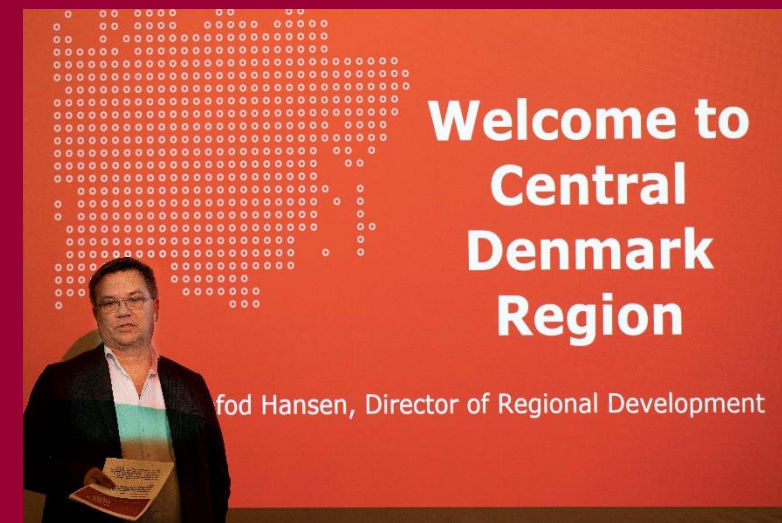 Welcome to
Central
Denmark
Region
fod Hansen, Director of Regional Development